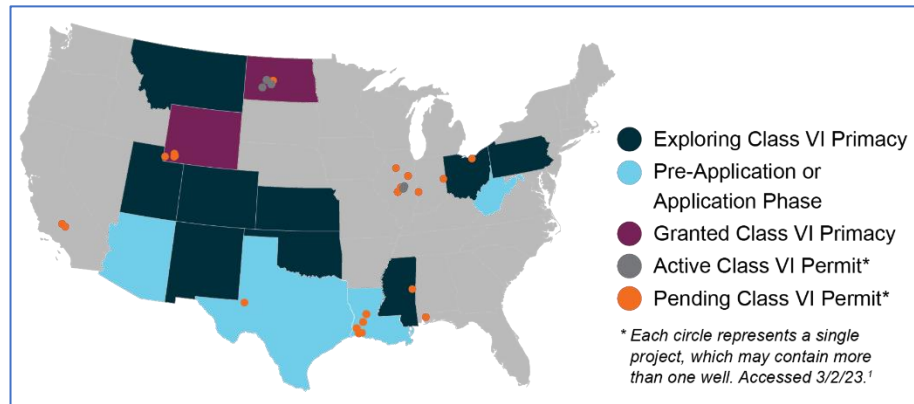 Exploring Class VI Primacy
Pre-Application or
Application Phase
Granted Class VI Primacy
Active Class VI Permit*
Pending Class VI Permit*
* Each circle represents a single
project, which may contain more
than one well. Accessed 3/2/23.¹